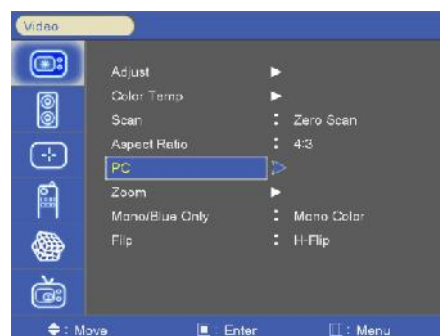 Video
Adjust
Color Temp
Scan : Zero Scan
Aspect Ratio : 4:3
PC
Zoom
Mono/Blue Only : Mono Color
Flip : H-Flip
: Move : Enter : Menu